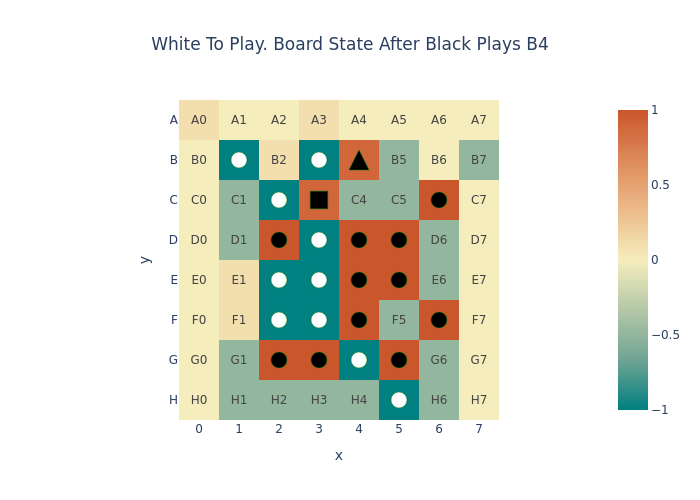 White To Play. Board State After Black Plays B4
A A0 A1 A2 A3 A4 A5 A6 A7
B B0 B2 B5 B6 B7
C C0 C1 C4 C5 C7
D D0 D1 D6 D7
E E0 E1 E6 E7
F F0 F1 F5 F7
G G0 G1 G6 G7
H H0 H1 H2 H3 H4 H6 H7
0 1 2 3 4 5 6 7
x
y
1
0.5
0
−0.5
−1